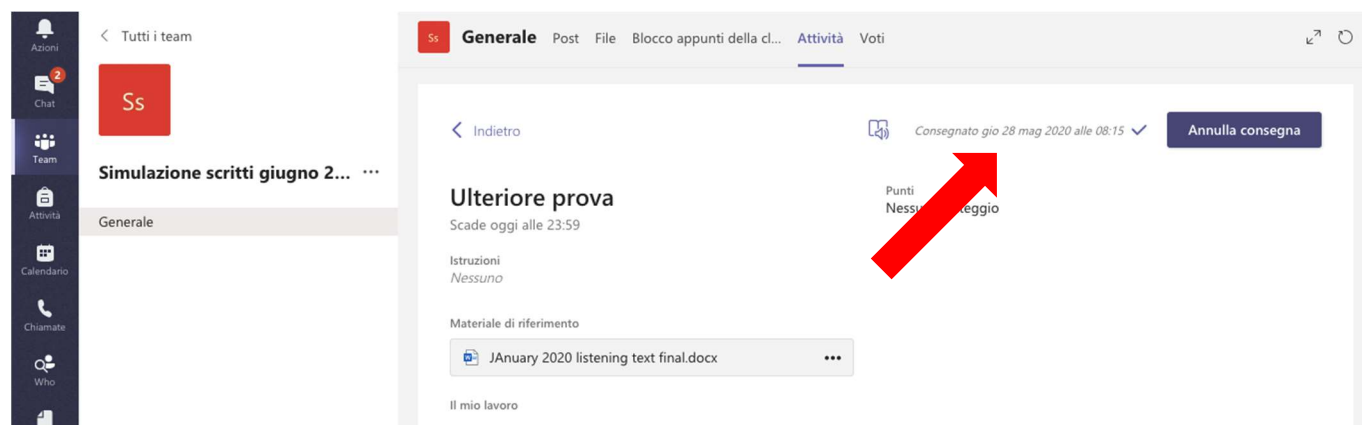 Azioni
2
Chat
Team
Attività
Calendario
Chiamate
Who
Tutti i team
Ss
Simulazione scritti giugno 2... ...
Generale
Ss Generale Post File Blocco appunti della cl... Attività Voti
Indietro
Consegnato gio 28 mag 2020 alle 08:15
Annulla consegna
Ulteriore prova
Scade oggi alle 23:59
Punti
Istruzioni
Nessuno
Materiale di riferimento
JAnuary 2020 listening text final.docx ...
Il mio lavoro